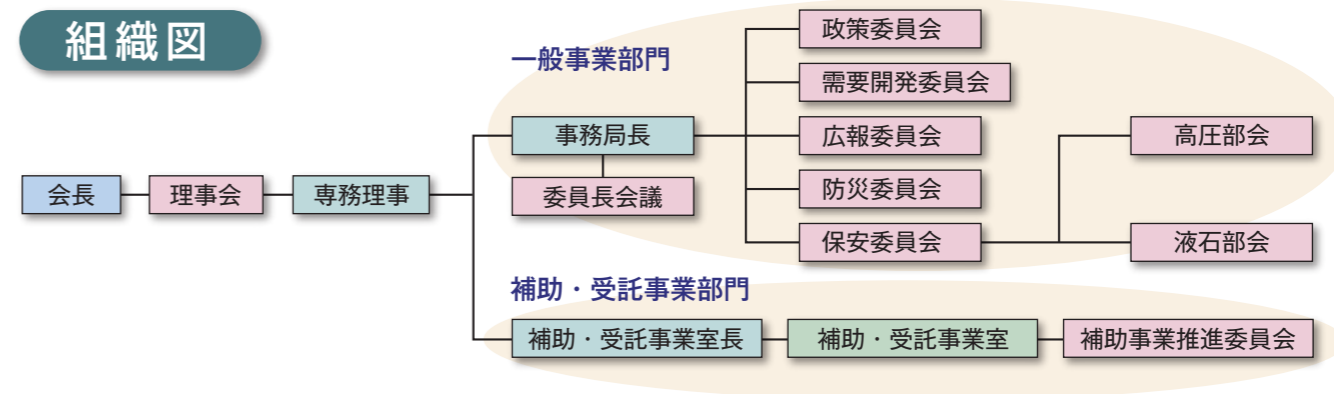 組織図
会長
理事会
専務理事
一般事業部門
事務局長
委員長会議
政策委員会
需要開発委員会
広報委員会
防災委員会
保安委員会
高圧部会
液石部会
補助・受託事業部門
補助・受託事業室長
補助・受託事業室
補助事業推進委員会